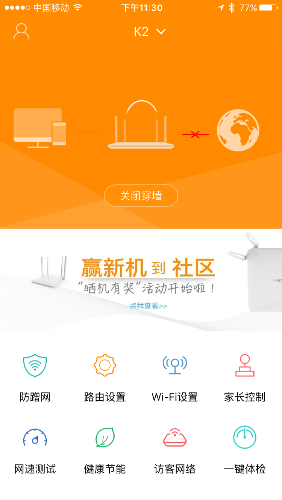 中国移动 下午11:30 77%
K2
关闭穿墙
赢新机 到 社区
“晒机有奖”活动开始啦！
点我查看>>
防蹭网 路由设置 Wi-Fi设置 家长控制
网速测试 健康节能 访客网络 一键体检